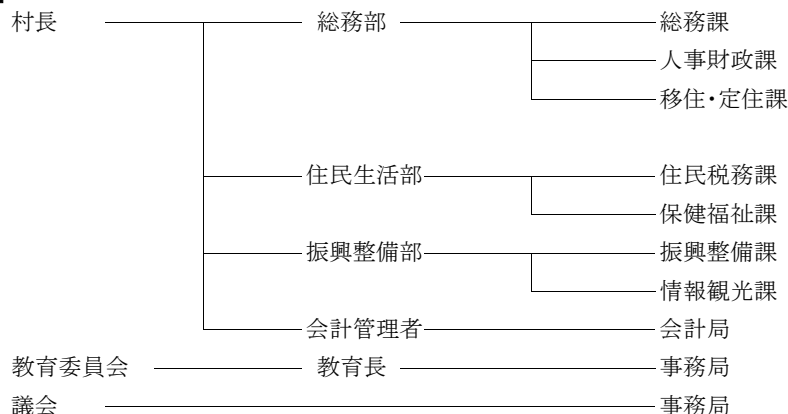 村長 総務部 総務課
人事財政課
移住・定住課
住民生活部 住民税務課
保健福祉課
振興整備部 振興整備課
情報観光課
会計管理者 会計局
教育委員会 教育長 事務局
議会 事務局